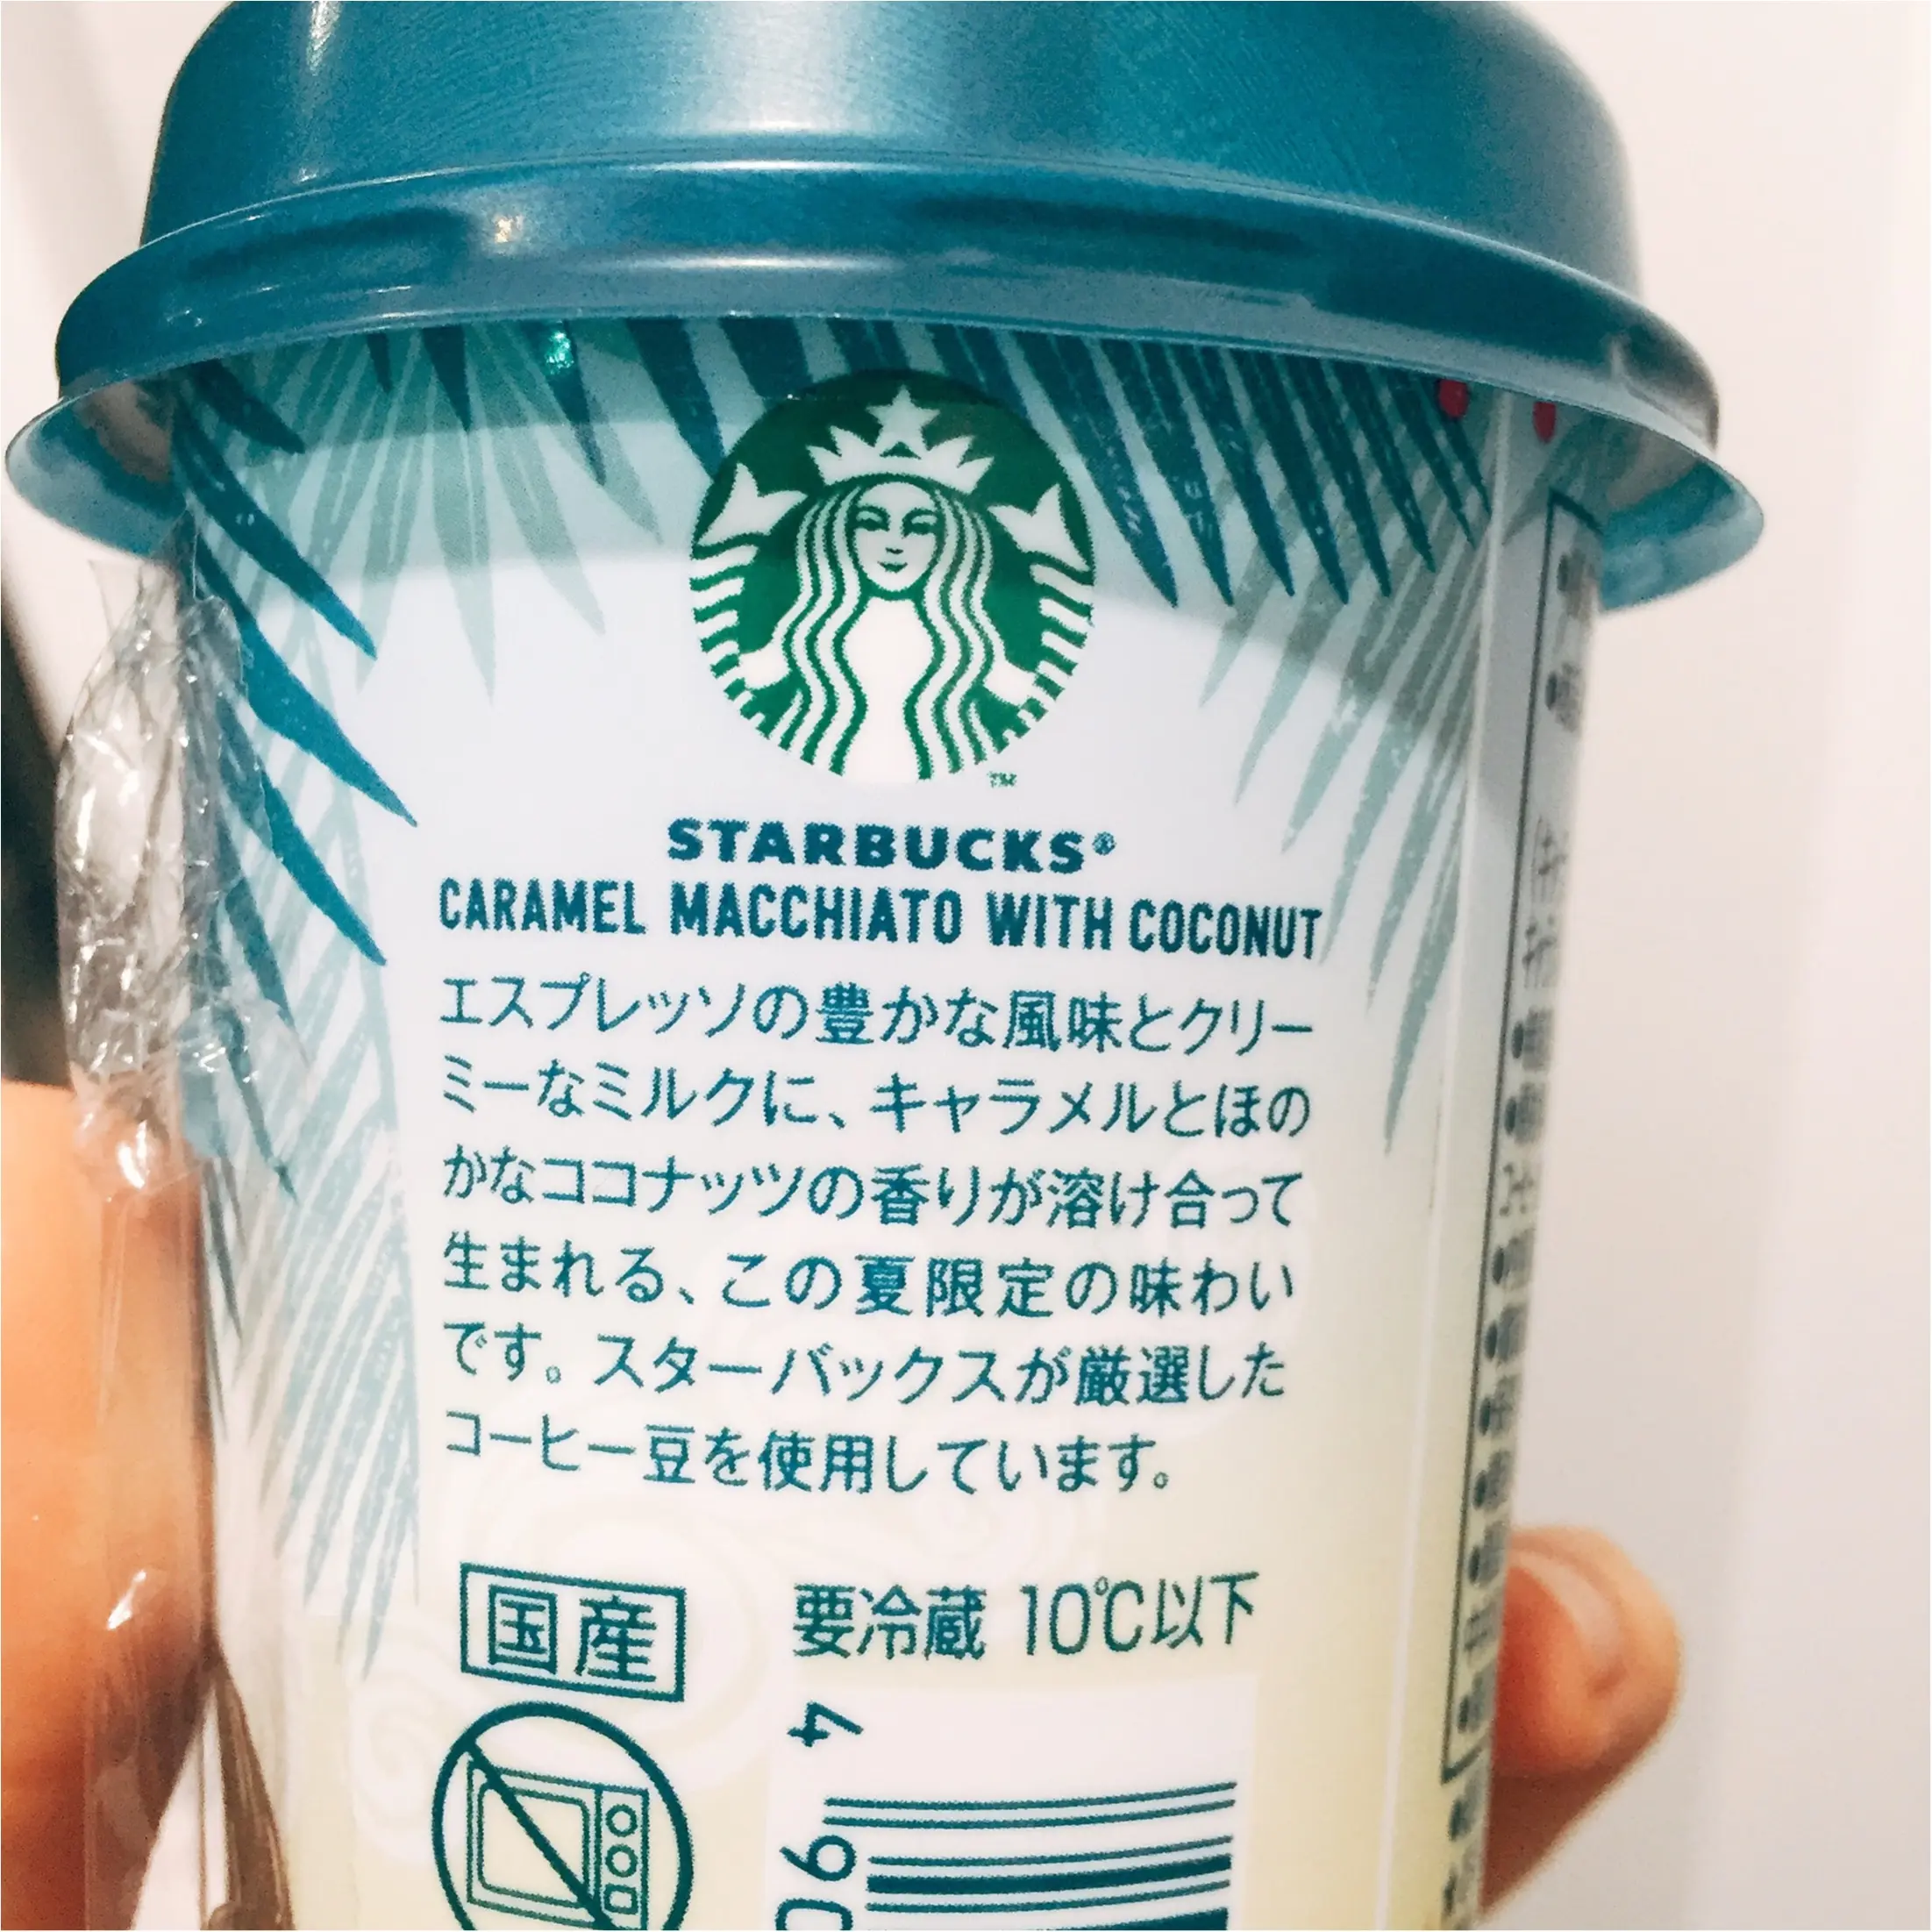 TM
STARBUCKS®
CARAMEL MACCHIATO WITH COCONUT
エスプレッソの豊かな風味とクリー
ミーなミルクに、キャラメルとほの
かなココナッツの香りが溶け合って
生まれる、この夏限定の味わい
です。スターバックスが厳選した
コーヒー豆を使用しています。
国産
要冷蔵 10℃以下
4
90